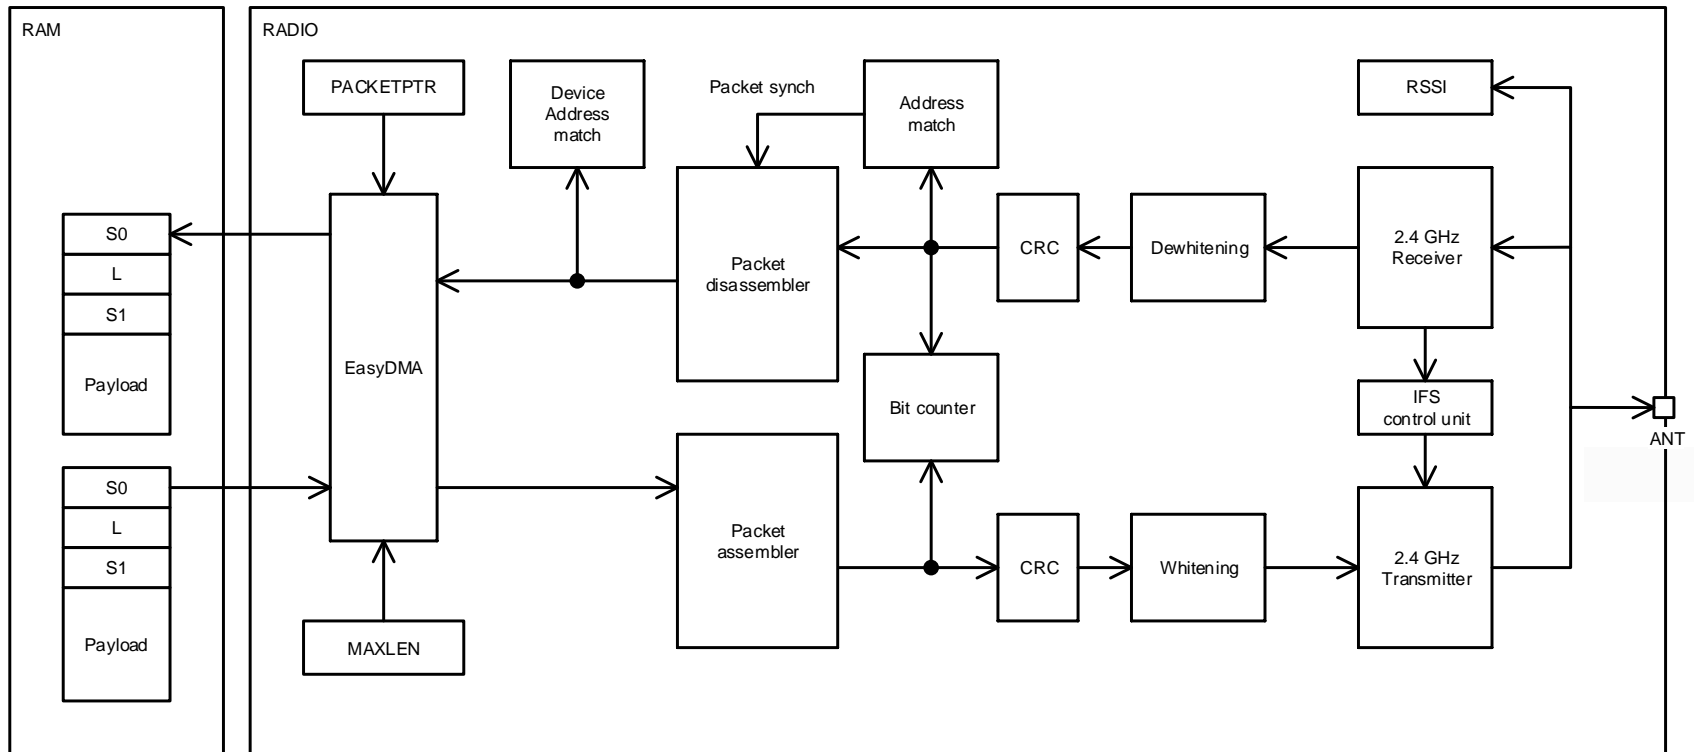 RAM
RADIO
PACKETPTR
Device
Address
match
Packet synch
Address
match
RSSI
S0
L
S1
Payload
EasyDMA
Packet
disassembler
CRC
Dewhitening
2.4 GHz
Receiver
Bit counter
IFS
control unit
ANT
S0
L
S1
Payload
Packet
assembler
CRC
Whitening
2.4 GHz
Transmitter
MAXLEN